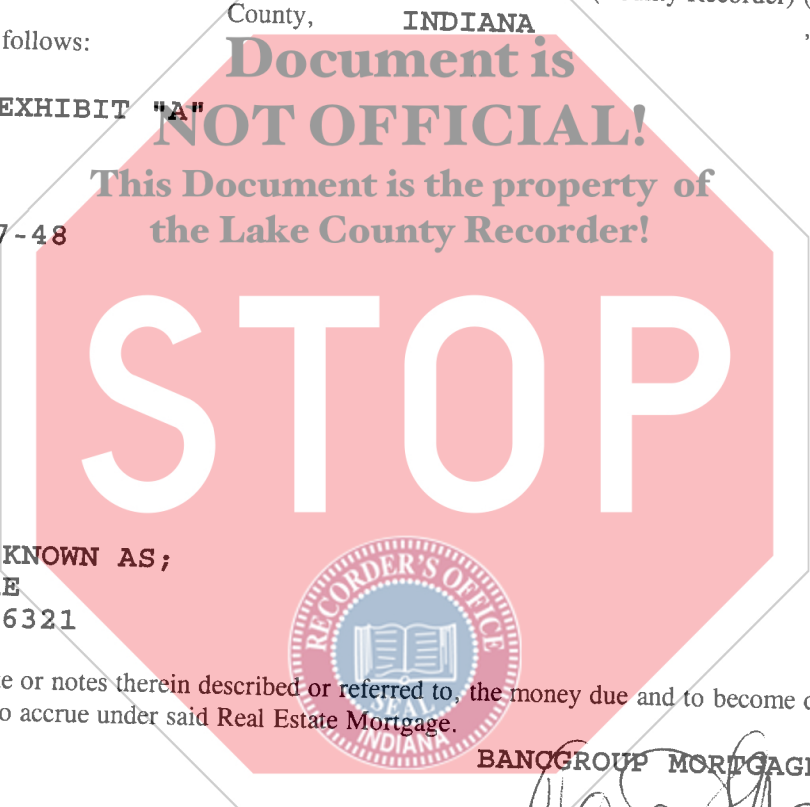 County, INDIANA
follows:
Document is
EXHIBIT "A"
NOT OFFICIAL!
This Document is the property of
7-48
the Lake County Recorder!
STOP
KNOWN AS;
6321
RECORDER'S OFFICE
or notes therein described or referred to, the money due and to become
o accrue under said Real Estate Mortgage.
SEAL
INDIANA
BANCGROUP MORTGAGE